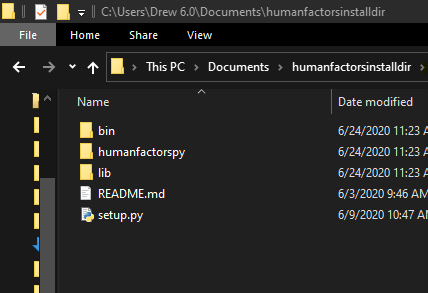 C:\Users\Drew 6.0\Documents\humanfactorsinstalldir
File Home Share View
This PC Documents humanfactorsinstalldir
Name Date modified
bin 6/24/2020 11:23
humanfactorspy 6/24/2020 11:23
lib 6/24/2020 11:23
README.md 6/3/2020 9:46 AM
setup.py 6/9/2020 10:47